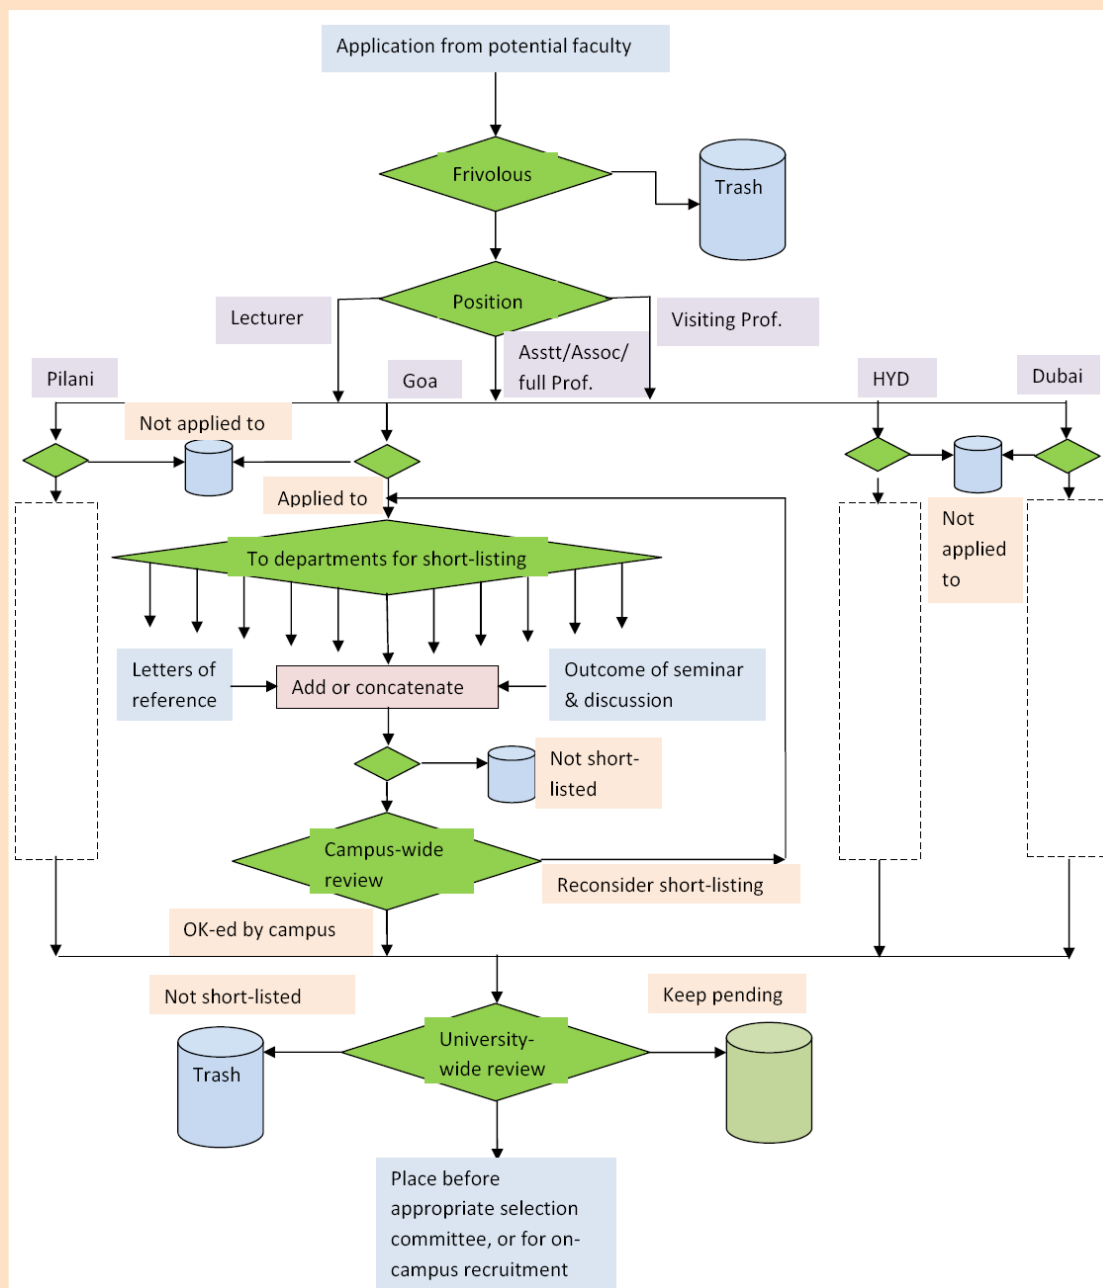 Application from potential faculty
Frivolous
Trash
Position
Lecturer
Visiting Prof.
Asstt/Assoc/
full Prof.
Pilani
Goa
HYD
Dubai
Not applied to
Applied to
Not
applied
to
To departments for short-listing
Letters of
reference
Add or concatenate
Outcome of seminar
& discussion
Not short-
listed
Campus-wide
review
Reconsider short-listing
OK-ed by campus
Not short-listed
Keep pending
University-
wide review
Trash
Place before
appropriate selection
committee, or for on-
campus recruitment